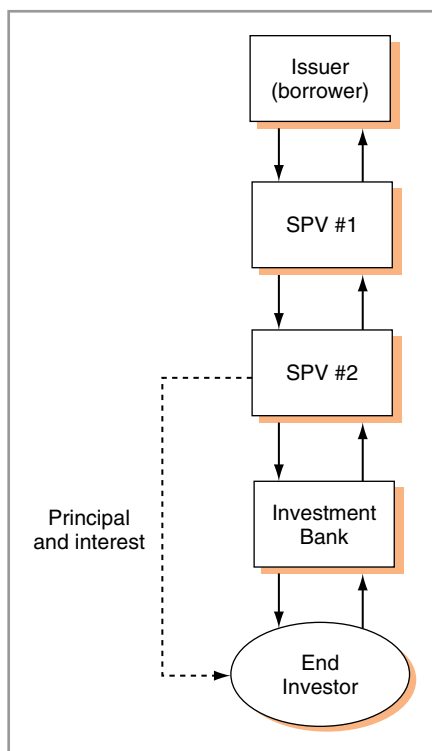 Issuer
(borrower)
SPV #1
SPV #2
Principal
and interest
Investment
Bank
End
Investor